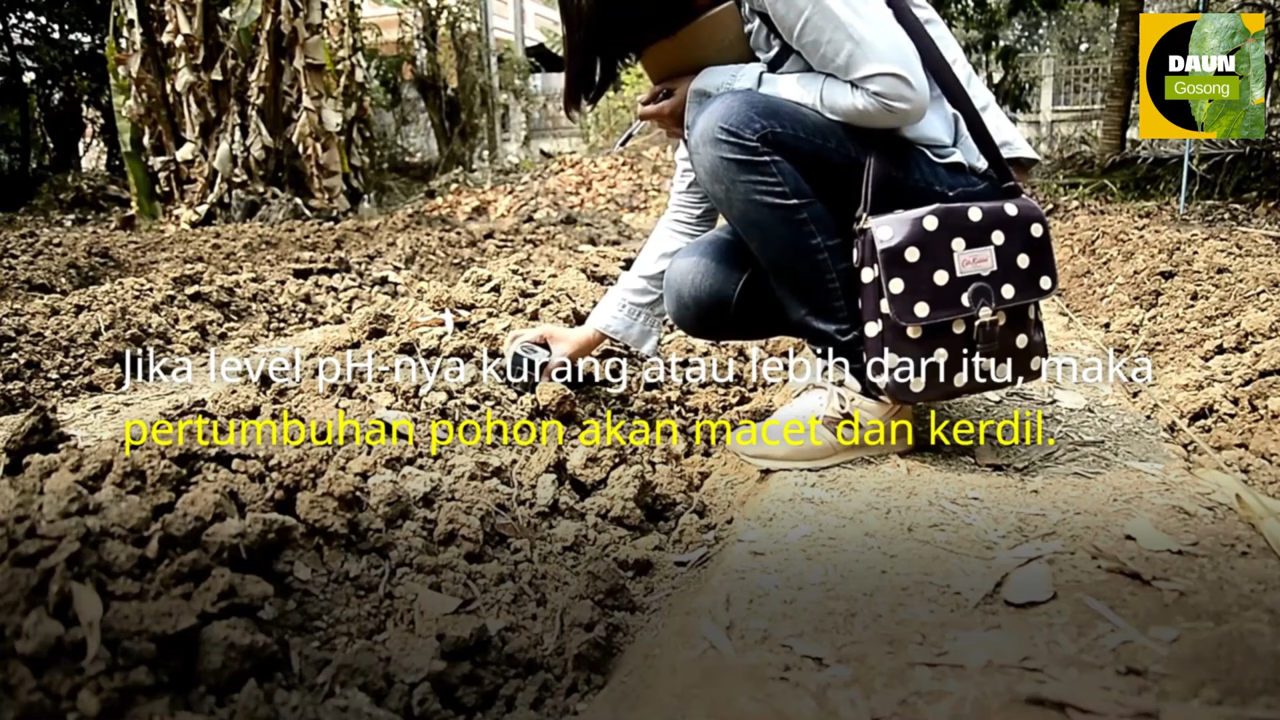 DAUN
Gosong
Jika level pH-nya kurang atau lebih dari itu, maka
pertumbuhan pohon akan macet dan kerdil.